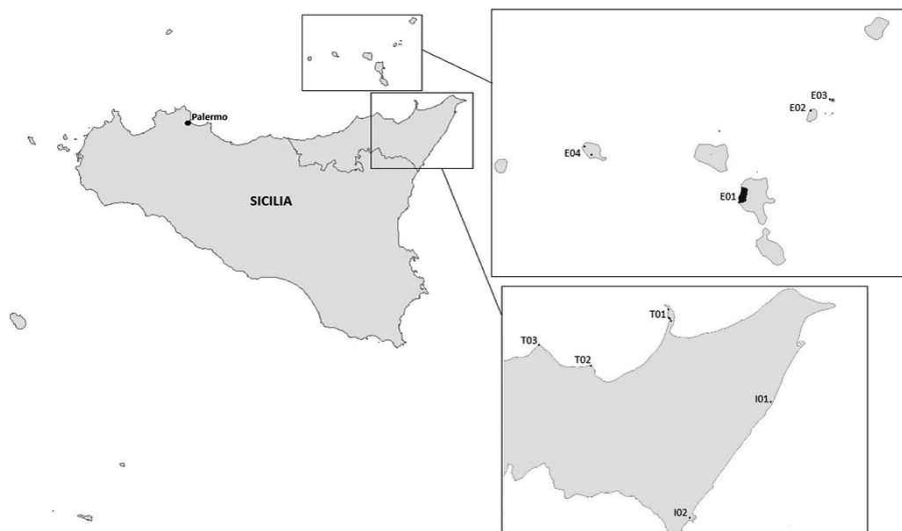 Palermo
SICILIA
E03
E02
E04
E01
T01
T03
T02
I01
I02